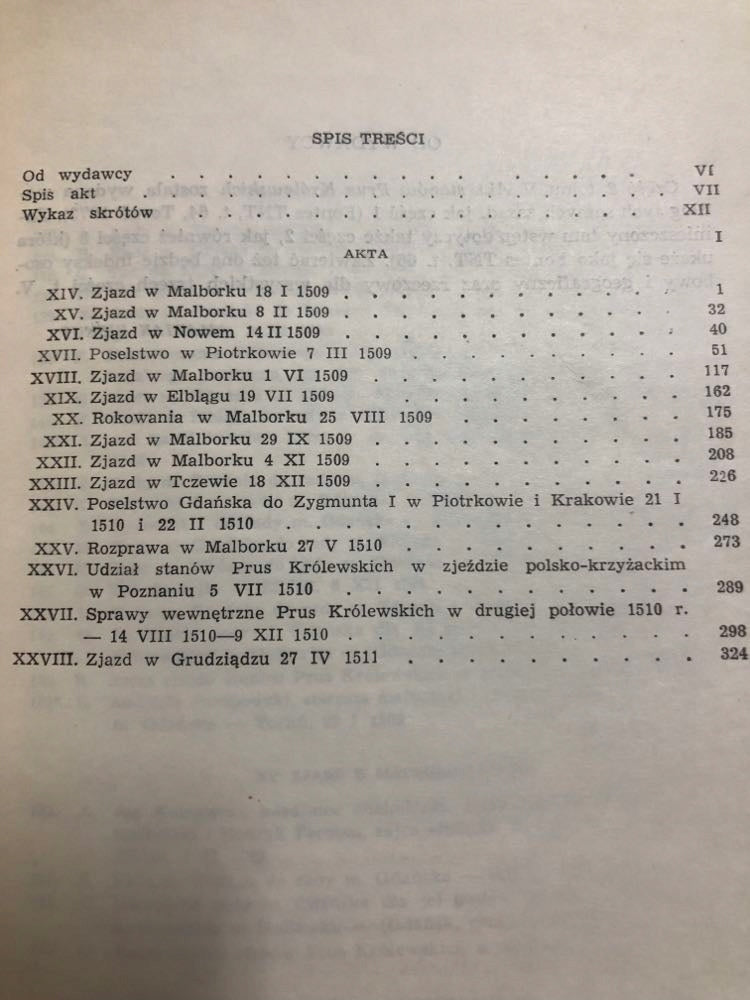 SPIS TREŚCI
Od wydawcy . . . . . . . . . . . . . . . VI
Spis akt . . . . . . . . . . . . . . . . VII
Wykaz skrótów . . . . . . . . . . . . . . XII
I
AKTA
XIV. Zjazd w Malborku 18 I 1509 . . . . . . . . . . . 1
XV. Zjazd w Malborku 8 II 1509 . . . . . . . . . . . 32
XVI. Zjazd w Nowem 14 II 1509 . . . . . . . . . . . . 40
XVII. Poselstwo w Piotrkowie 7 III 1509 . . . . . . . . . 51
XVIII. Zjazd w Malborku 1 VI 1509 . . . . . . . . . . . 117
XIX. Zjazd w Elblągu 19 VII 1509 . . . . . . . . . . . 162
XX. Rokowania w Malborku 25 VIII 1509 . . . . . . . . 175
XXI. Zjazd w Malborku 29 IX 1509 . . . . . . . . . . 185
XXII. Zjazd w Malborku 4 XI 1509 . . . . . . . . . . 208
XXIII. Zjazd w Tczewie 18 XII 1509 . . . . . . . . . . 226
XXIV. Poselstwo Gdańska do Zygmunta I w Piotrkowie i Krakowie 21 I
1510 i 22 II 1510 . . . . . . . . . . . . . . 248
XXV. Rozprawa w Malborku 27 V 1510 . . . . . . . . . 273
XXVI. Udział stanów Prus Królewskich w zjeździe polsko-krzyżackim
w Poznaniu 5 VII 1510 . . . . . . . . . . . . 289
XXVII. Sprawy wewnętrzne Prus Królewskich w drugiej połowie 1510 r.
— 14 VIII 1510—9 XII 1510 . . . . . . . . . . . 298
XXVIII. Zjazd w Grudziądzu 27 IV 1511 . . . . . . . . . 324